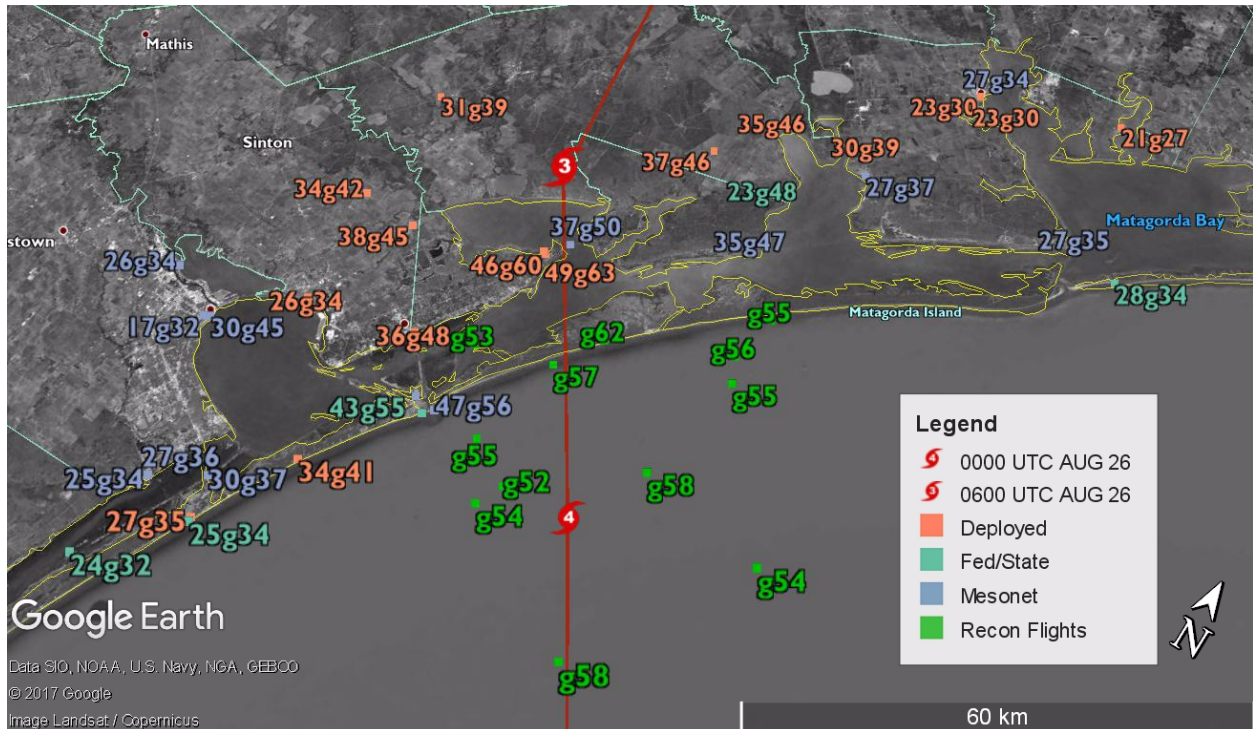 Mathis
27g34
31g39
23g30
35g46
23g30
21g27
3
Sinton
30g39
37g46
34g42
23g48
27g37
Matagorda Bay
38g45
37g50
stown
35g47
27g35
26g34
46g60
49g63
26g34
28g34
17g32
30g45
g55
Matagorda Island
36g48
g53
g62
g56
g57
g55
43g55
47g56
Legend
g55
0000 UTC AUG 26
27g36
34g41
25g34
30g37
g52
g58
0600 UTC AUG 26
g54
4
Deployed
27g35
25g34
Fed/State
24g32
g54
Mesonet
Google Earth
Recon Flights
N
Data SIO, NOAA, U.S. Navy, NGA, GEBCO
g58
© 2017 Google
Image Landsat / Copernicus
60 km